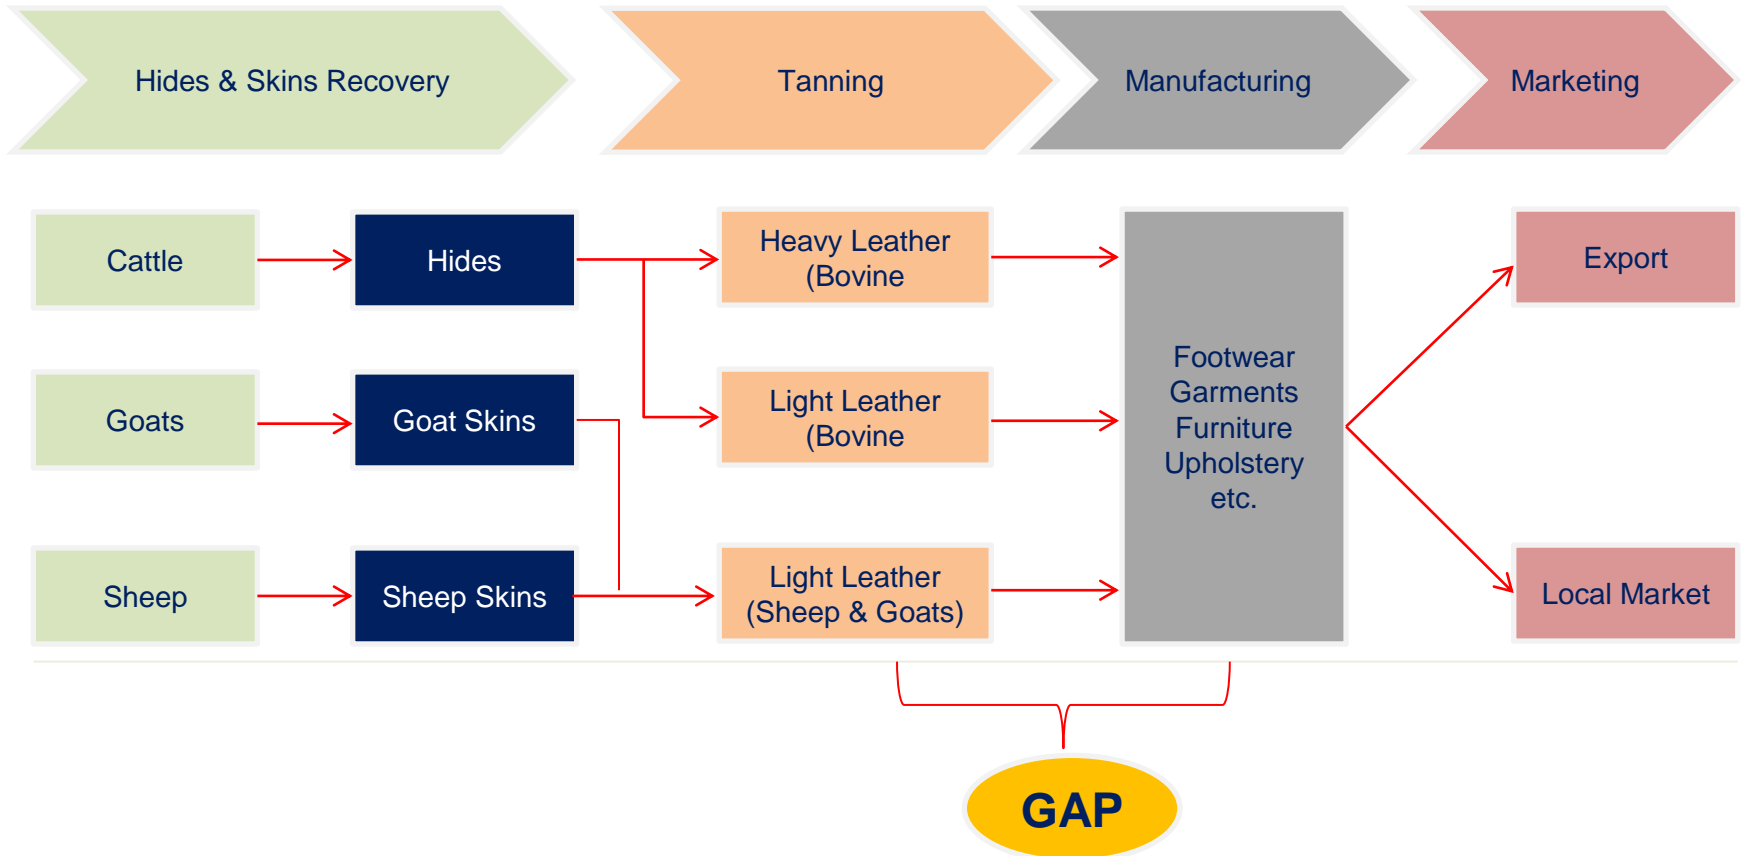 Hides & Skins Recovery
Tanning
Manufacturing
Marketing
Cattle
Hides
Heavy Leather
(Bovine
Export
Goats
Goat Skins
Light Leather
(Bovine
Footwear
Garments
Furniture
Upholstery
etc.
Sheep
Sheep Skins
Light Leather
(Sheep & Goats)
Local Market
GAP